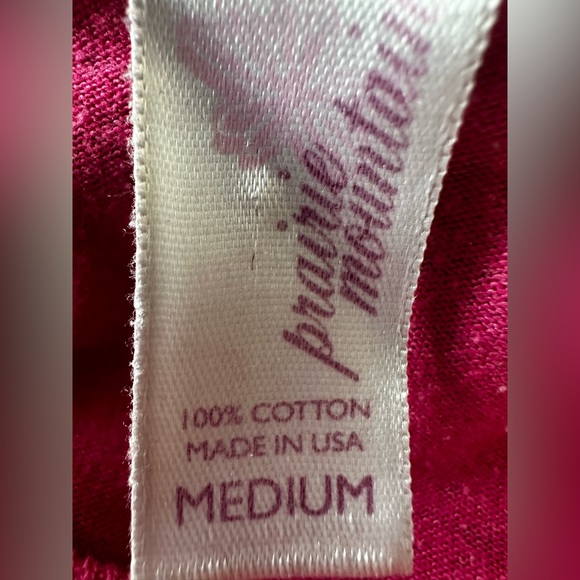 prairie
mountain
100% COTTON
MADE IN USA
MEDIUM